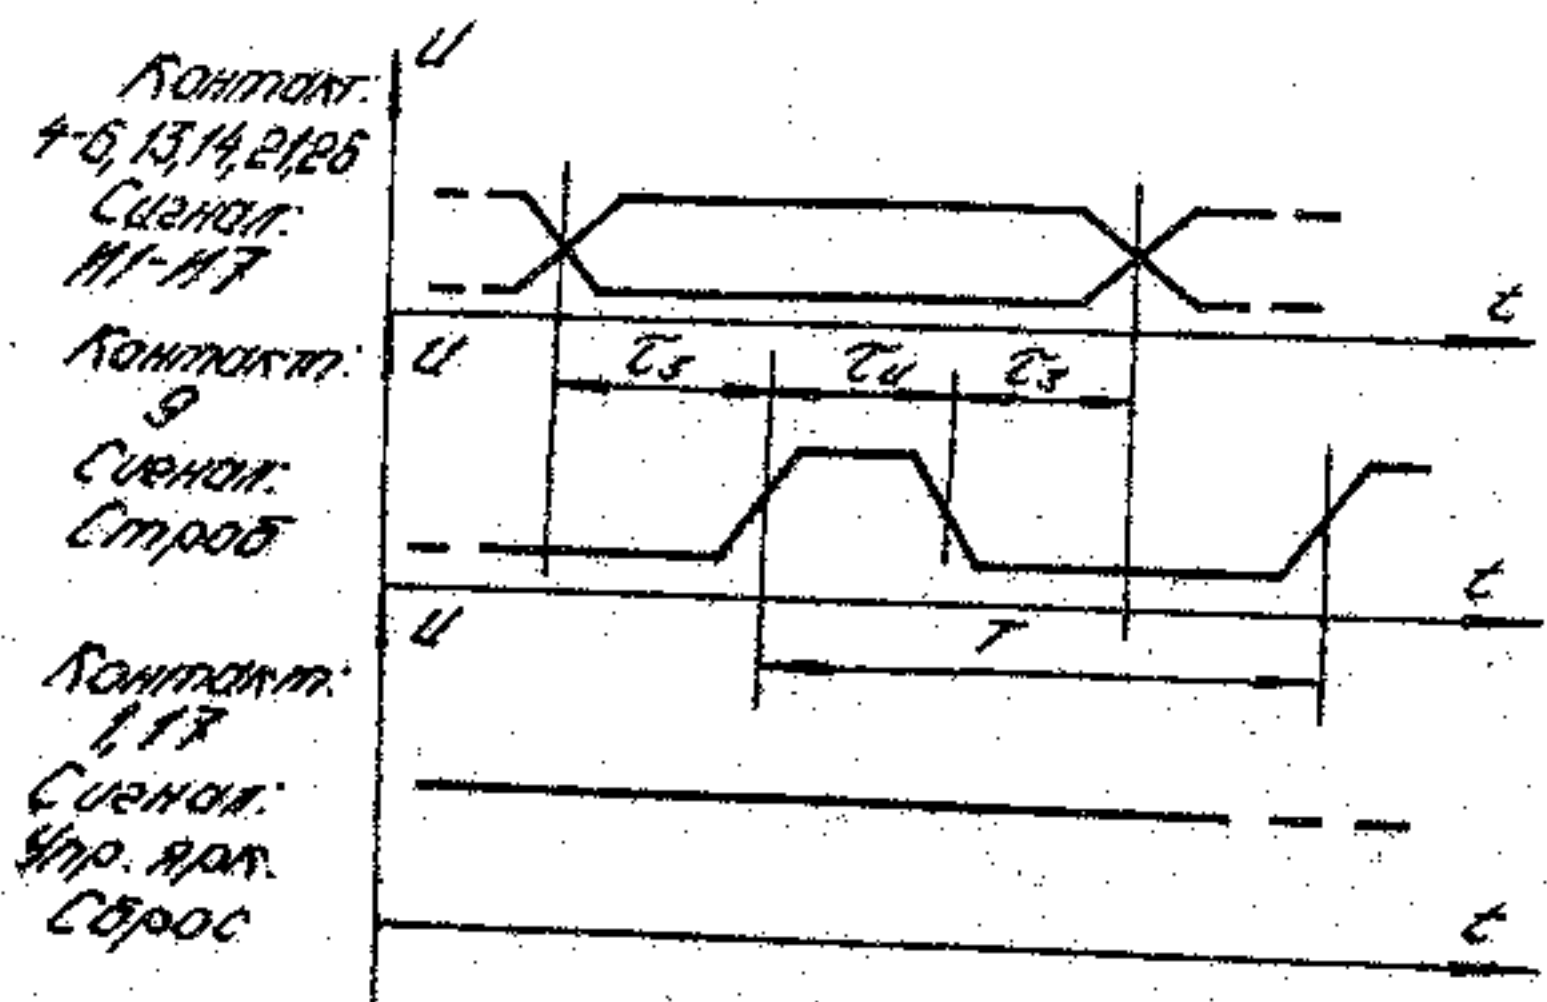 U
Контакт:
4-6,13,14,21,26
Сигнал:
И1-И7
t
Контакт:
9
Сигнал:
Строб
U
τз
τи
τз
t
T
U
Контакт:
1,17
Сигнал:
Упр. ярк.
Сброс
t